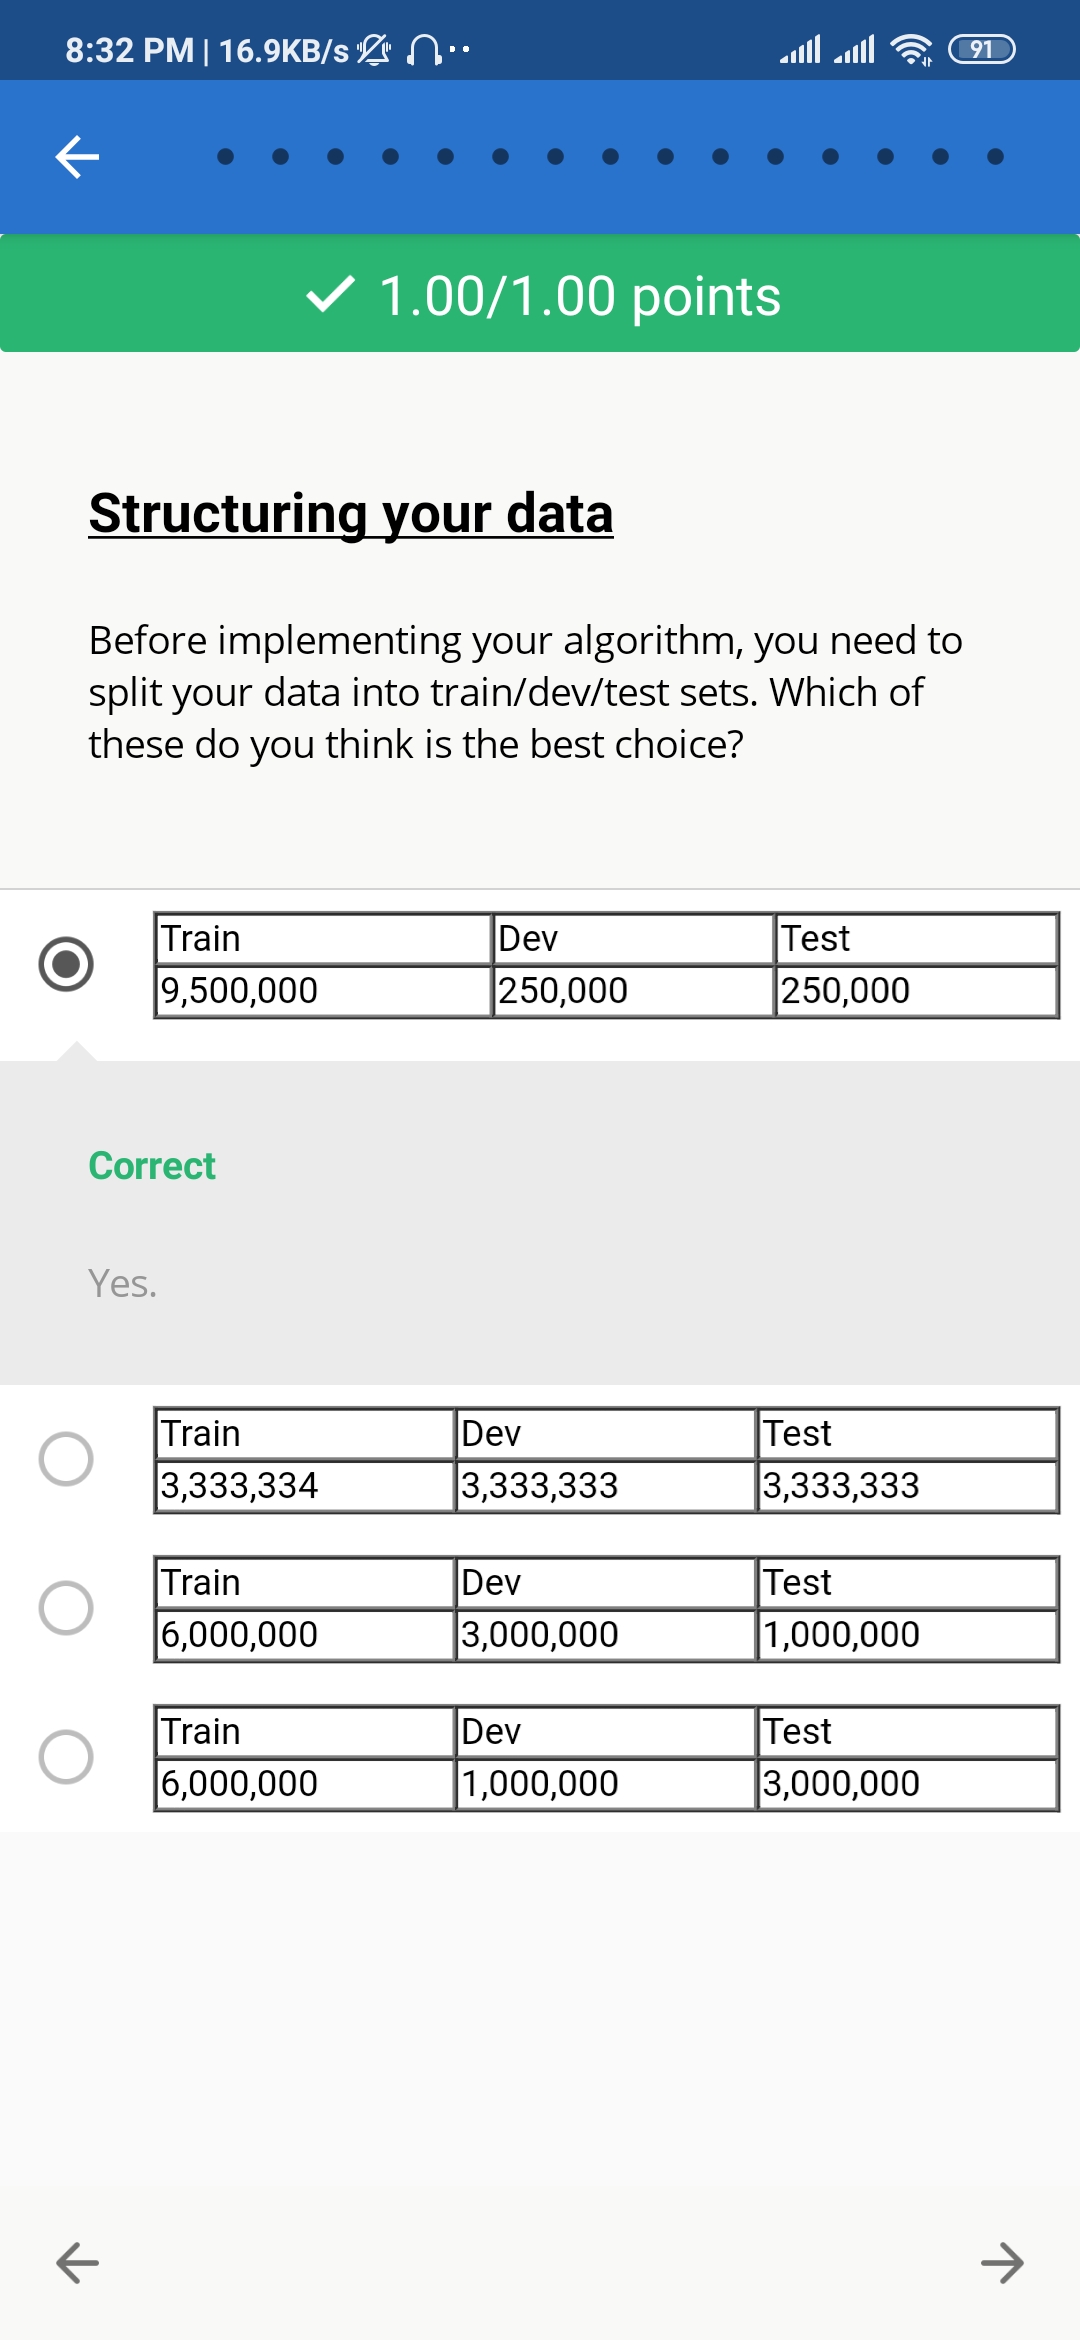 8:32 PM | 16.9KB/s
91
1.00/1.00 points
Structuring your data
Before implementing your algorithm, you need to
split your data into train/dev/test sets. Which of
these do you think is the best choice?
Train Dev Test
9,500,000 250,000 250,000
Correct
Yes.
Train Dev Test
3,333,334 3,333,333 3,333,333
Train Dev Test
6,000,000 3,000,000 1,000,000
Train Dev Test
6,000,000 1,000,000 3,000,000